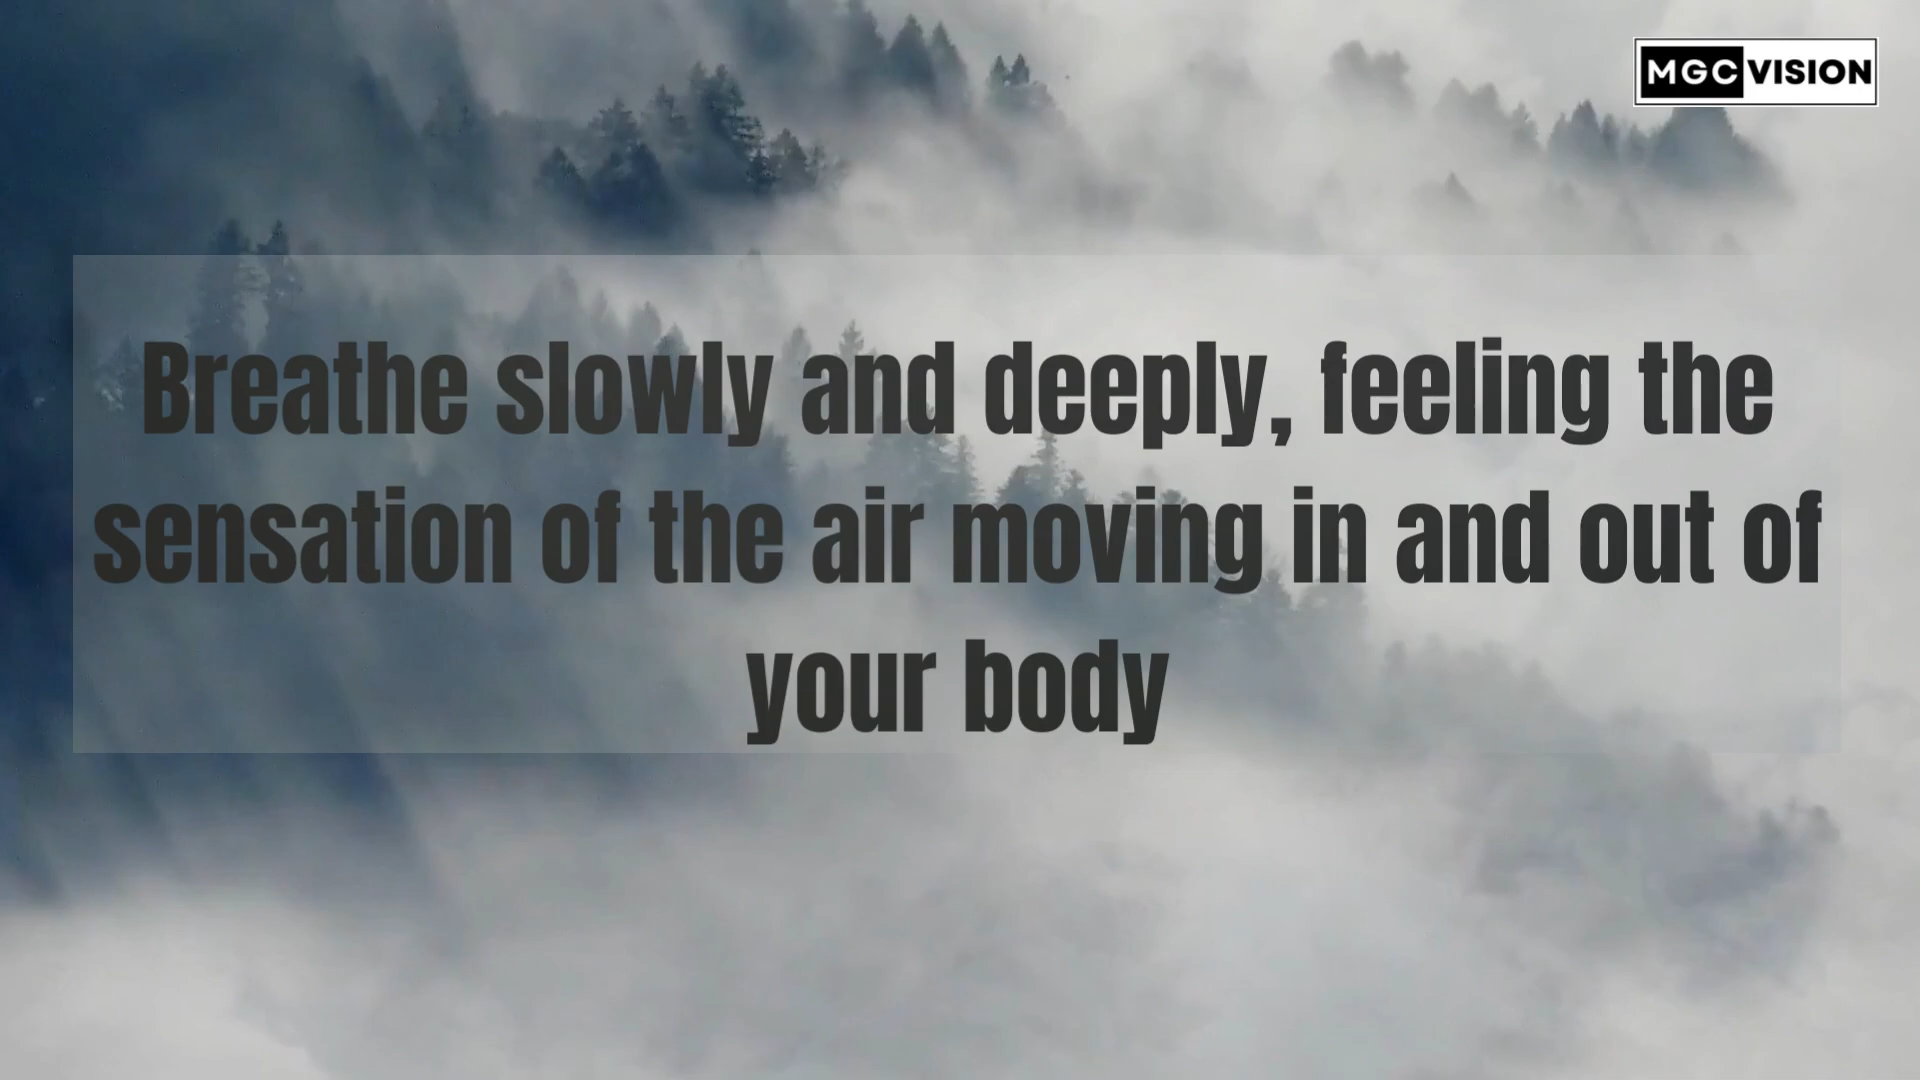 MGC VISION
Breathe slowly and deeply, feeling the
sensation of the air moving in and out of
your body